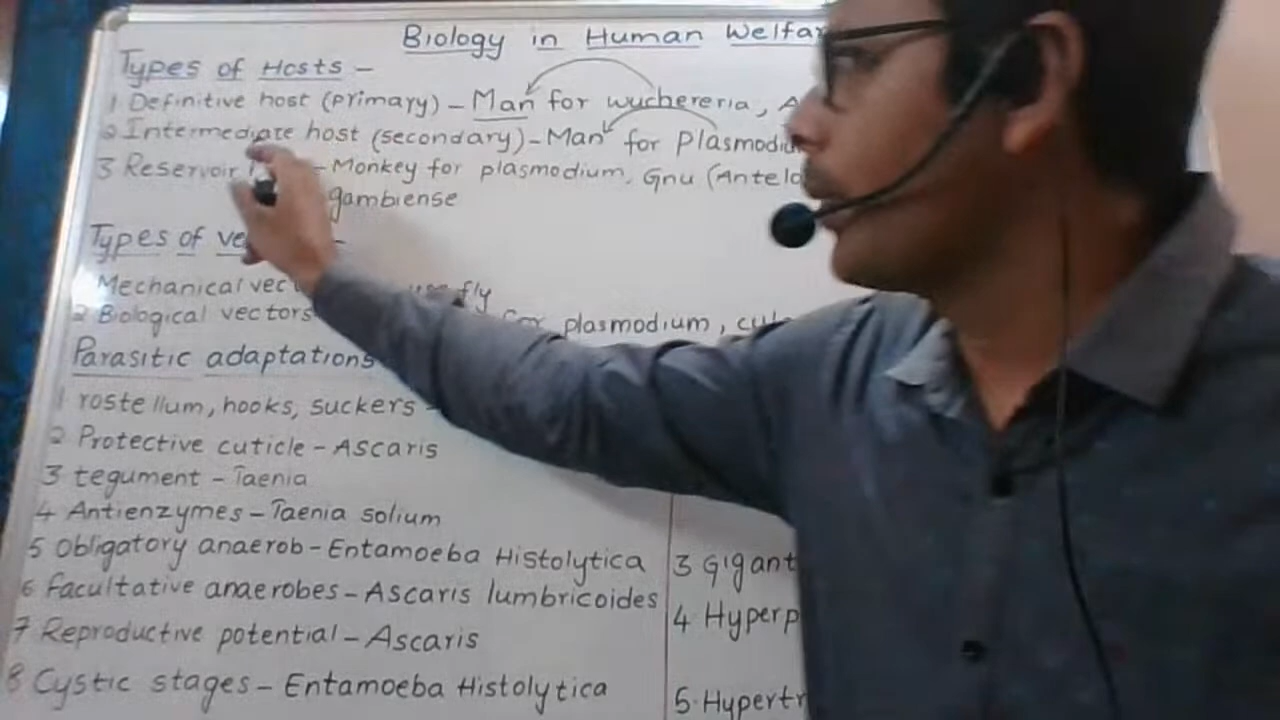 Biology in Human Welfar
Types of Hosts -
1 Definitive host (primary) - Man for wuchereria, A
2 Intermediate host (secondary) - Man for Plasmodiu
3 Reservoir - Monkey for plasmodium, Gnu (Antelo
gambiense
Types of ve
Mechanical vect fly
2 Biological vectors for plasmodium, cul
Parasitic adaptations
1 rostellum, hooks, suckers -
2 Protective cuticle - Ascaris
3 tegument - Taenia
4 Antienzymes - Taenia solium
5 Obligatory anaerob - Entamoeba Histolytica
6 Facultative anaerobes - Ascaris lumbricoides
7 Reproductive potential - Ascaris
8 Cystic stages - Entamoeba Histolytica
3 Gigant
4 Hyperp
5 Hypertr